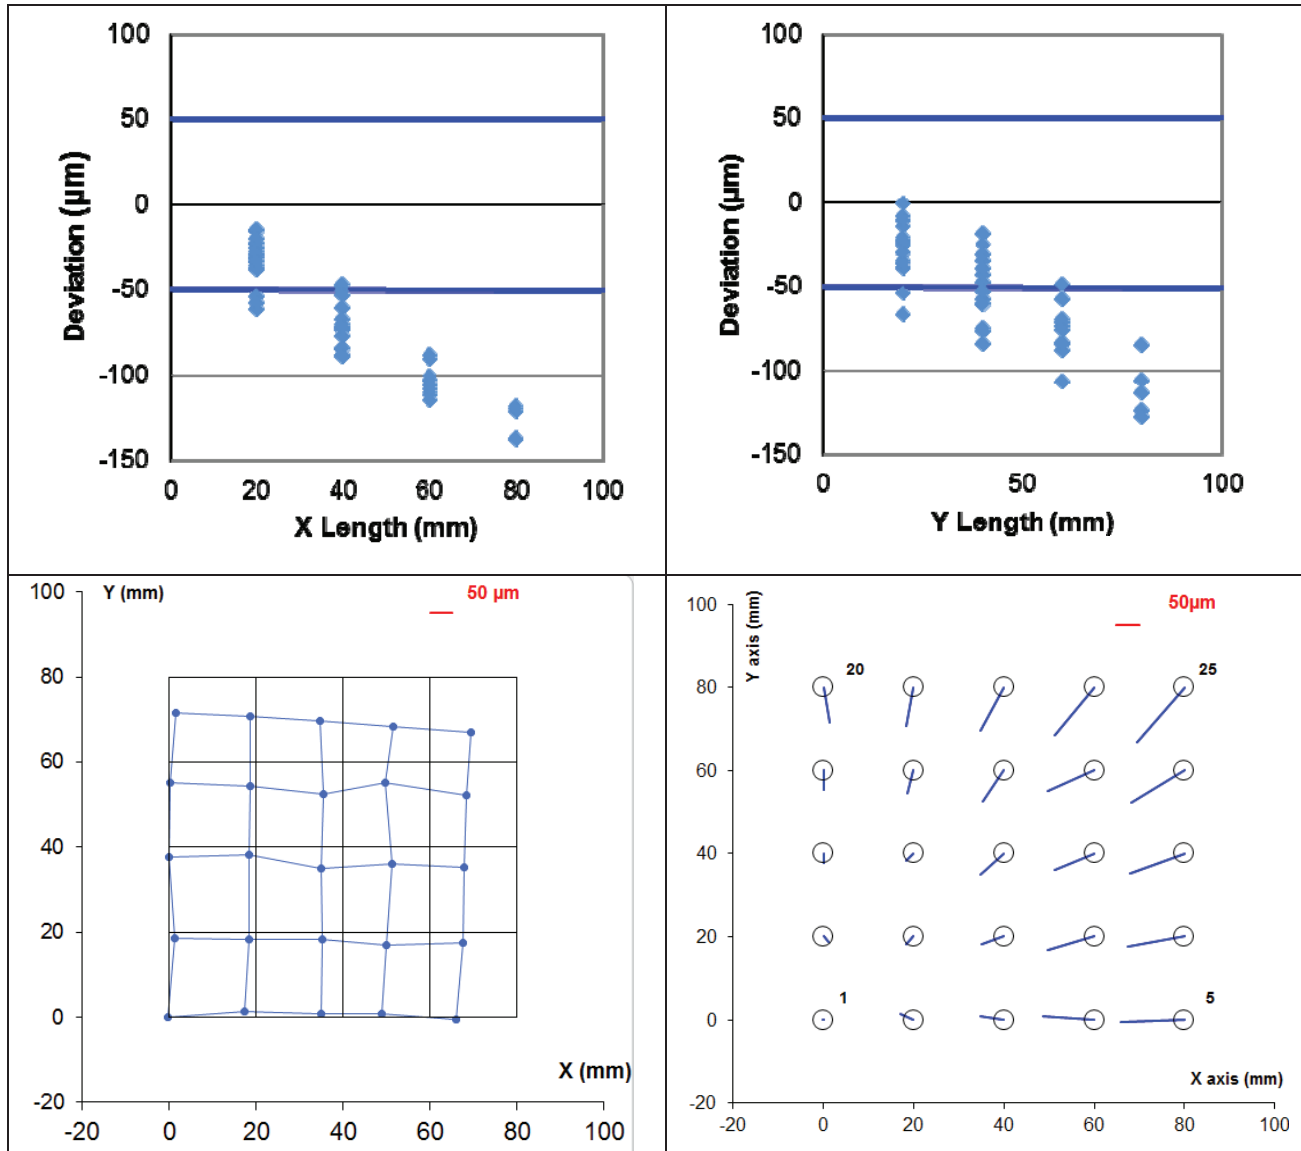 100
50
0
-50
-100
-150
Deviation (µm)
0 20 40 60 80 100
X Length (mm)
100
50
0
-50
-100
-150
Deviation (µm)
0 50 100
Y Length (mm)
Y (mm)
50 µm
100
80
60
40
20
0
-20
X (mm)
-20 0 20 40 60 80 100
Y axis (mm)
50µm
100
80
60
40
20
0
-20
20 25
1 5
X axis (mm)
-20 0 20 40 60 80 100